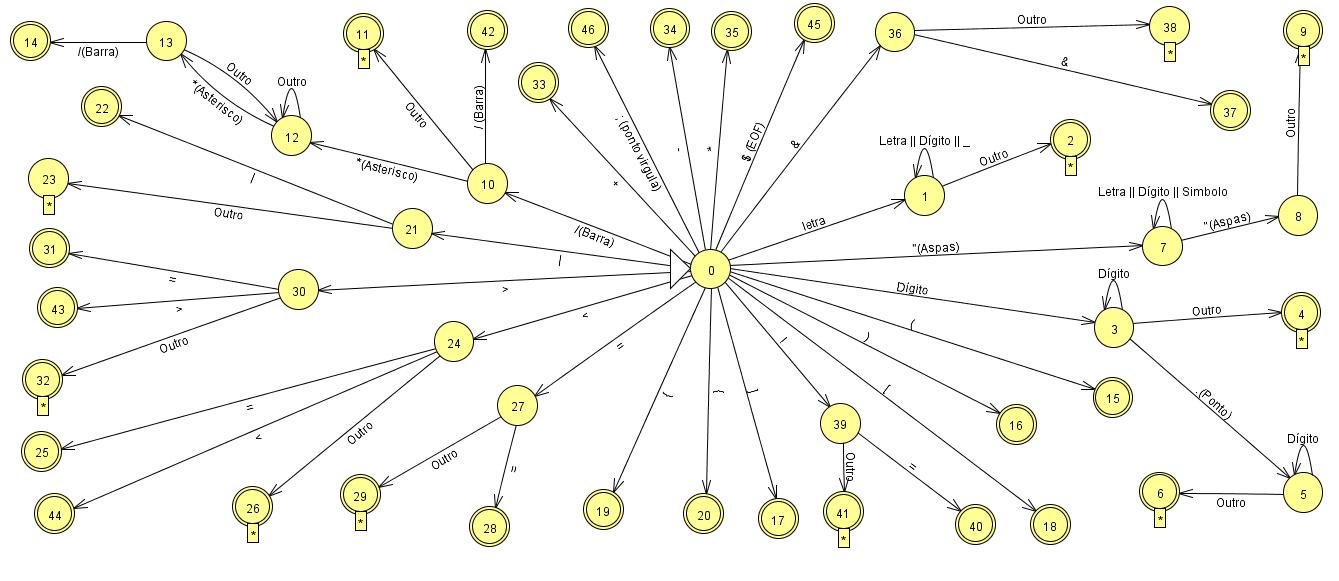 14
/(Barra)
13
Outro
*(Asterisco)
Outro
12
11
*
Outro
42
/ (Barra)
*(Asterisco)
10
/(Barra)
33
+
46
; (ponto virgula)
34
-
35
*
45
$ (EOF)
36
&
Outro
38
*
&
37
9
*
Outro
Letra || Dígito || _
1
letra
Outro
2
*
Letra || Dígito || Simbolo
7
"(Aspas)
"(Aspas)
8
22
|
23
*
Outro
21
|
31
=
43
>
30
>
32
*
Outro
0
24
<
25
=
44
<
26
*
Outro
27
=
29
*
Outro
28
=
19
20
17
39
41
*
Outro
40
=
18
[
16
)
15
(
Dígito
Dígito
3
Outro
4
*
.(Ponto)
Dígito
5
Outro
6
*